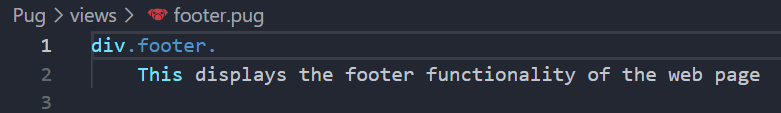 Pug > views > footer.pug
1 div.footer.
2 This displays the footer functionality of the web page
3